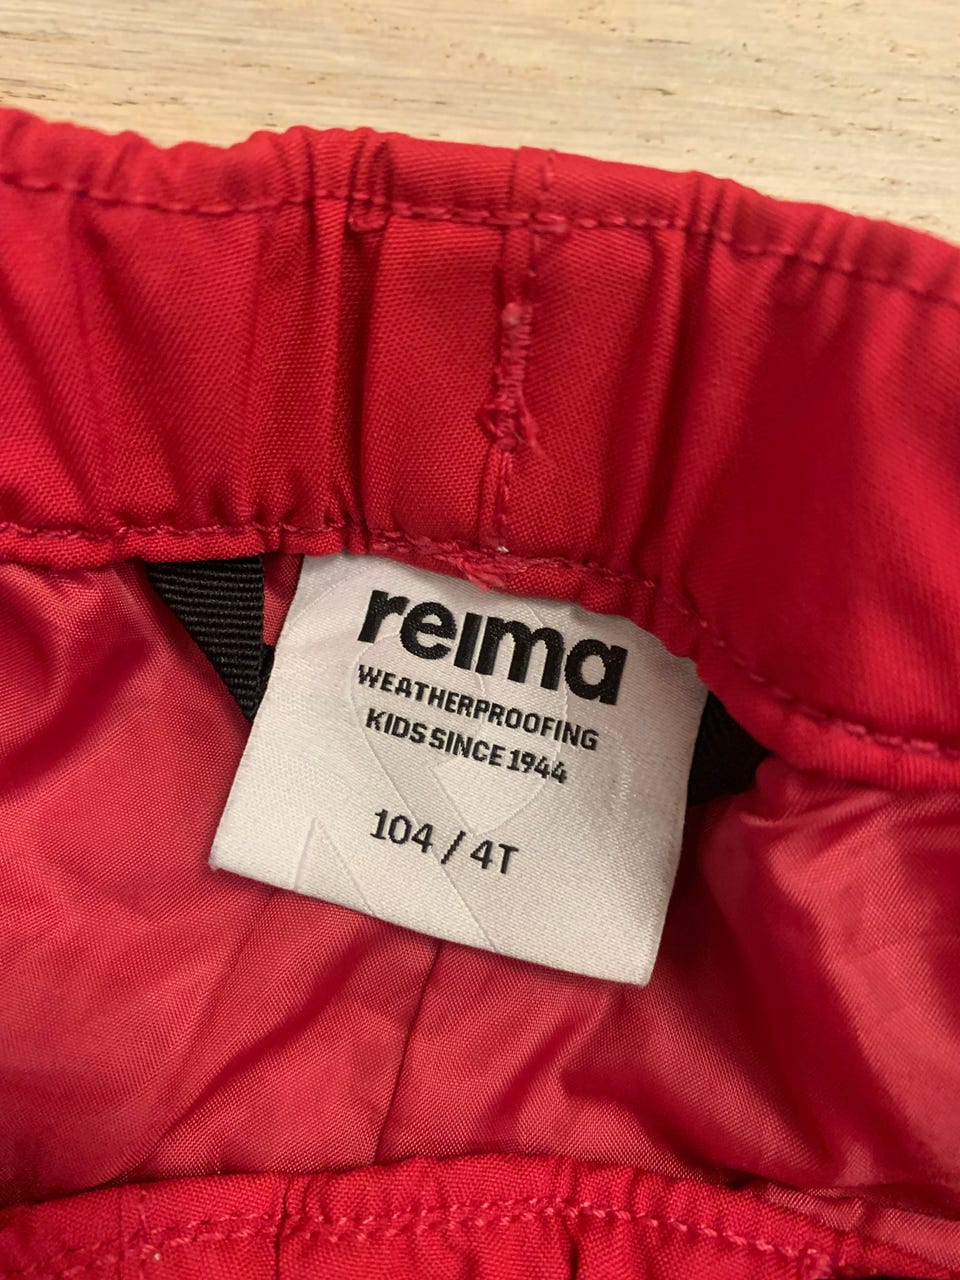 reima
WEATHERPROOFING
KIDS SINCE 1944
104 / 4T